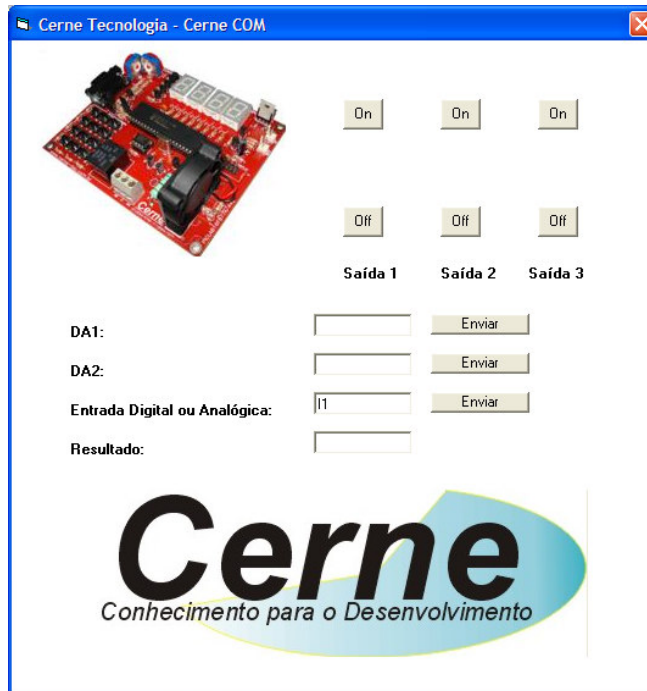 Cerne Tecnologia - Cerne COM
On On On
Off Off Off
Saída 1 Saída 2 Saída 3
DA1: Enviar
DA2: Enviar
Entrada Digital ou Analógica: I1 Enviar
Resultado:
Cerne
Conhecimento para o Desenvolvimento
Cerne